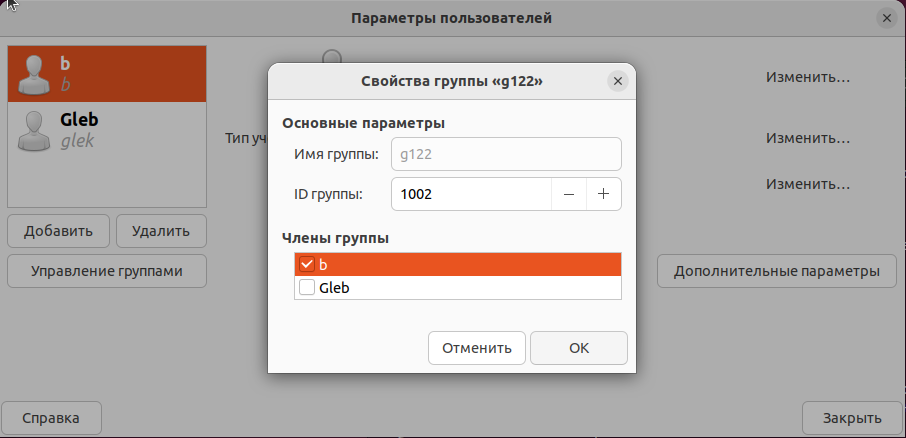 Параметры пользователей
b
b
Gleb
glek
Добавить
Удалить
Управление группами
Тип уч
Изменить...
Изменить...
Изменить...
Дополнительные параметры
Справка
Закрыть
Свойства группы «g122»
Основные параметры
Имя группы: g122
ID группы: 1002
Члены группы
b
Gleb
Отменить
OK